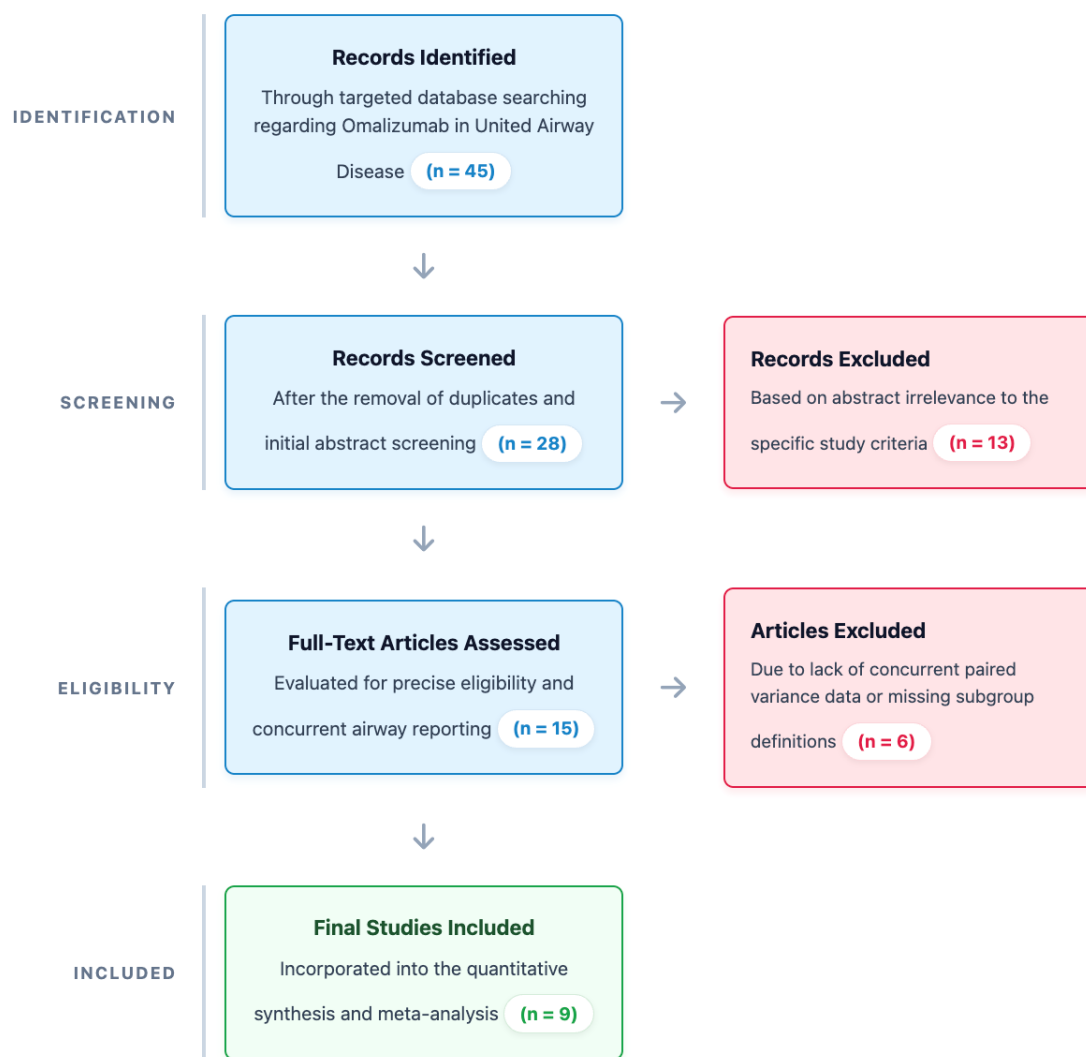 IDENTIFICATION
Records Identified
Through targeted database searching
regarding Omalizumab in United Airway
Disease (n = 45)
SCREENING
Records Screened
After the removal of duplicates and
initial abstract screening (n = 28)
Records Excluded
Based on abstract irrelevance to the
specific study criteria (n = 13)
ELIGIBILITY
Full-Text Articles Assessed
Evaluated for precise eligibility and
concurrent airway reporting (n = 15)
Articles Excluded
Due to lack of concurrent paired
variance data or missing subgroup
definitions (n = 6)
INCLUDED
Final Studies Included
Incorporated into the quantitative
synthesis and meta-analysis (n = 9)